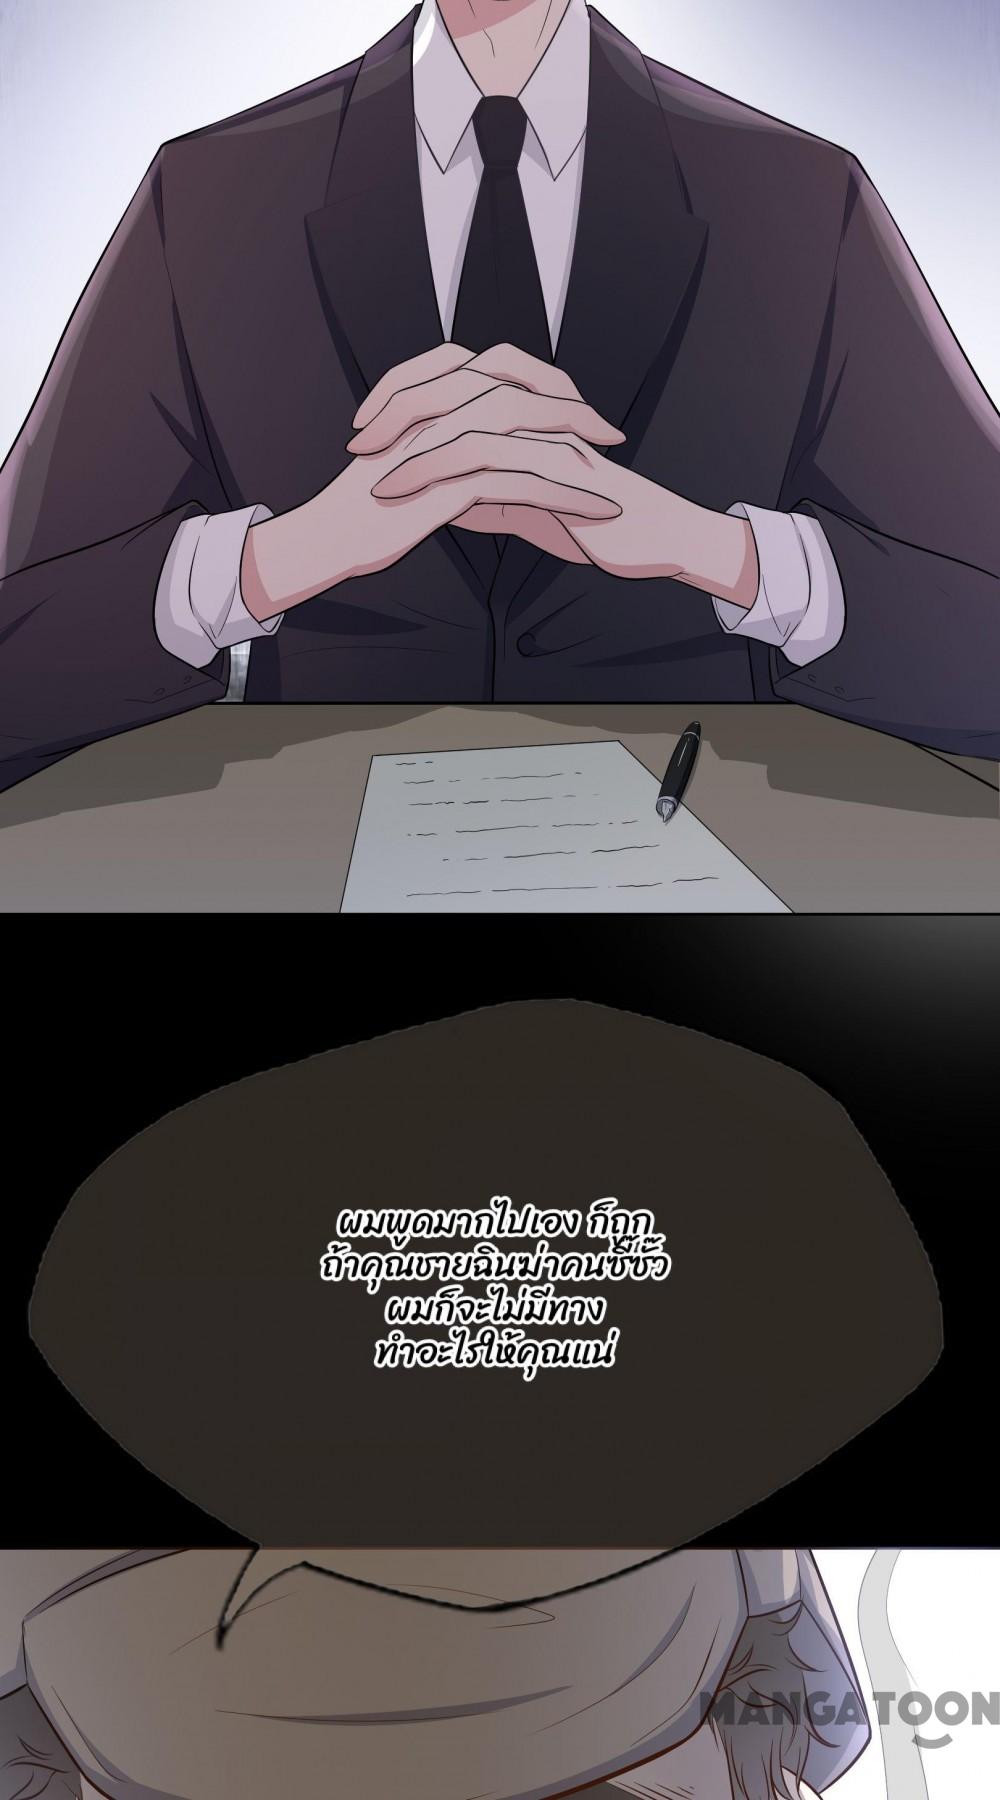 ผมพูดมากไปเอง ก็ถูก
ถ้าคุณชายฉินฆ่าคนซี๊ซั๊ว
ผมก็จะไม่มีทาง
ทำอะไรให้คุณแน่
MANGATOON